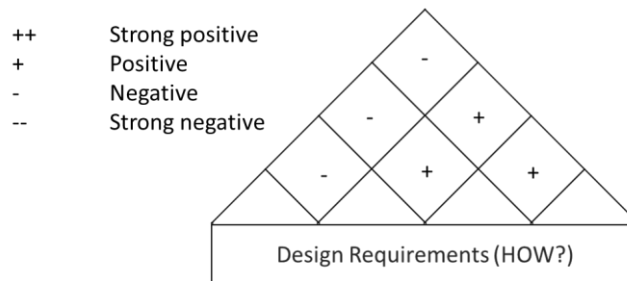 ++ Strong positive
+ Positive
- Negative
-- Strong negative
-
- +
- + +
Design Requirements (HOW?)